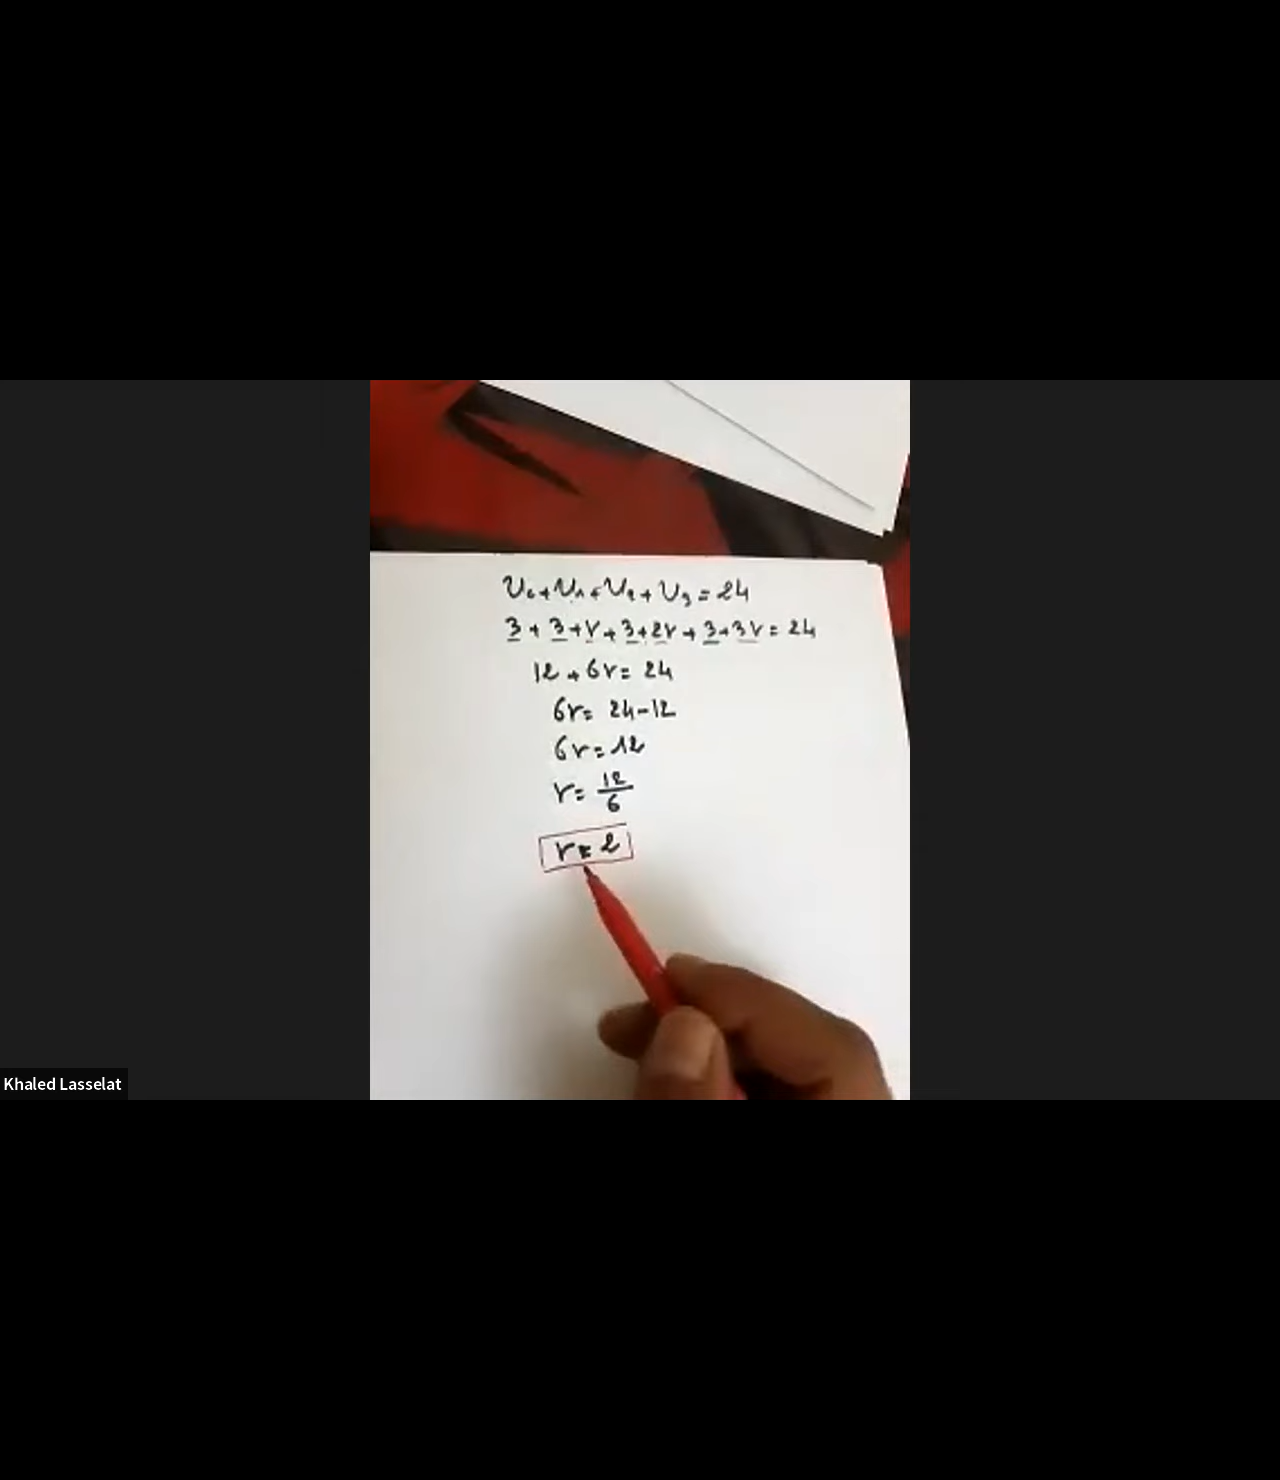 U₀+U₁+U₂+U₃=24
3+3+r+3+2r+3+3r=24
12+6r=24
6r=24-12
6r=12
r=12/6
r=2
Khaled Lasselat